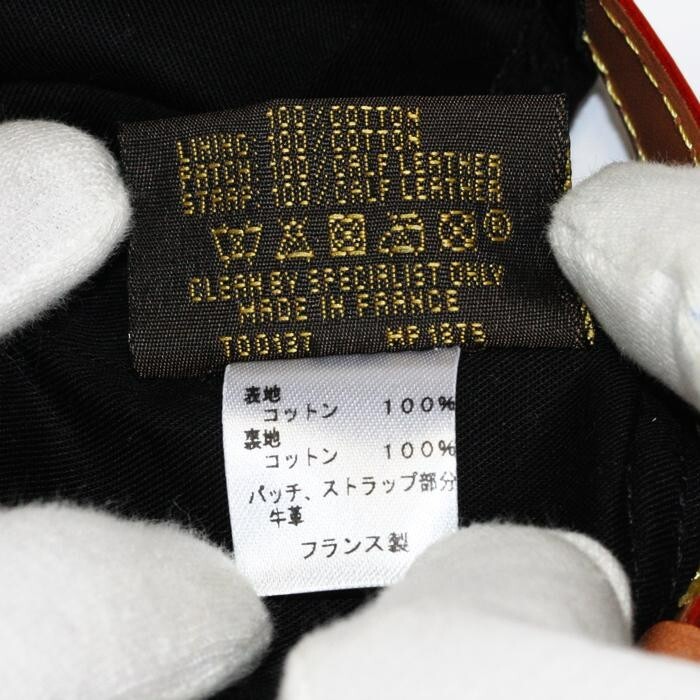 100%COTTON
LINING 100%COTTON
PATCH 100%CALF LEATHER
STRAP 100%CALF LEATHER
CLEAN BY SPECIALIST ONLY
MADE IN FRANCE
T00137 MP1373
表地
コットン 100%
裏地
コットン 100%
パッチ、ストラップ部分
牛革
フランス製